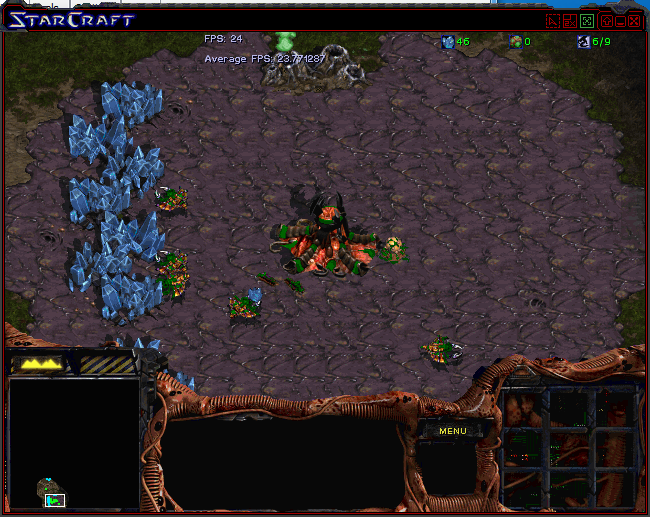 STARCRAFT
FPS: 24
46
0
6/9
Average FPS: 23.771287
MENU